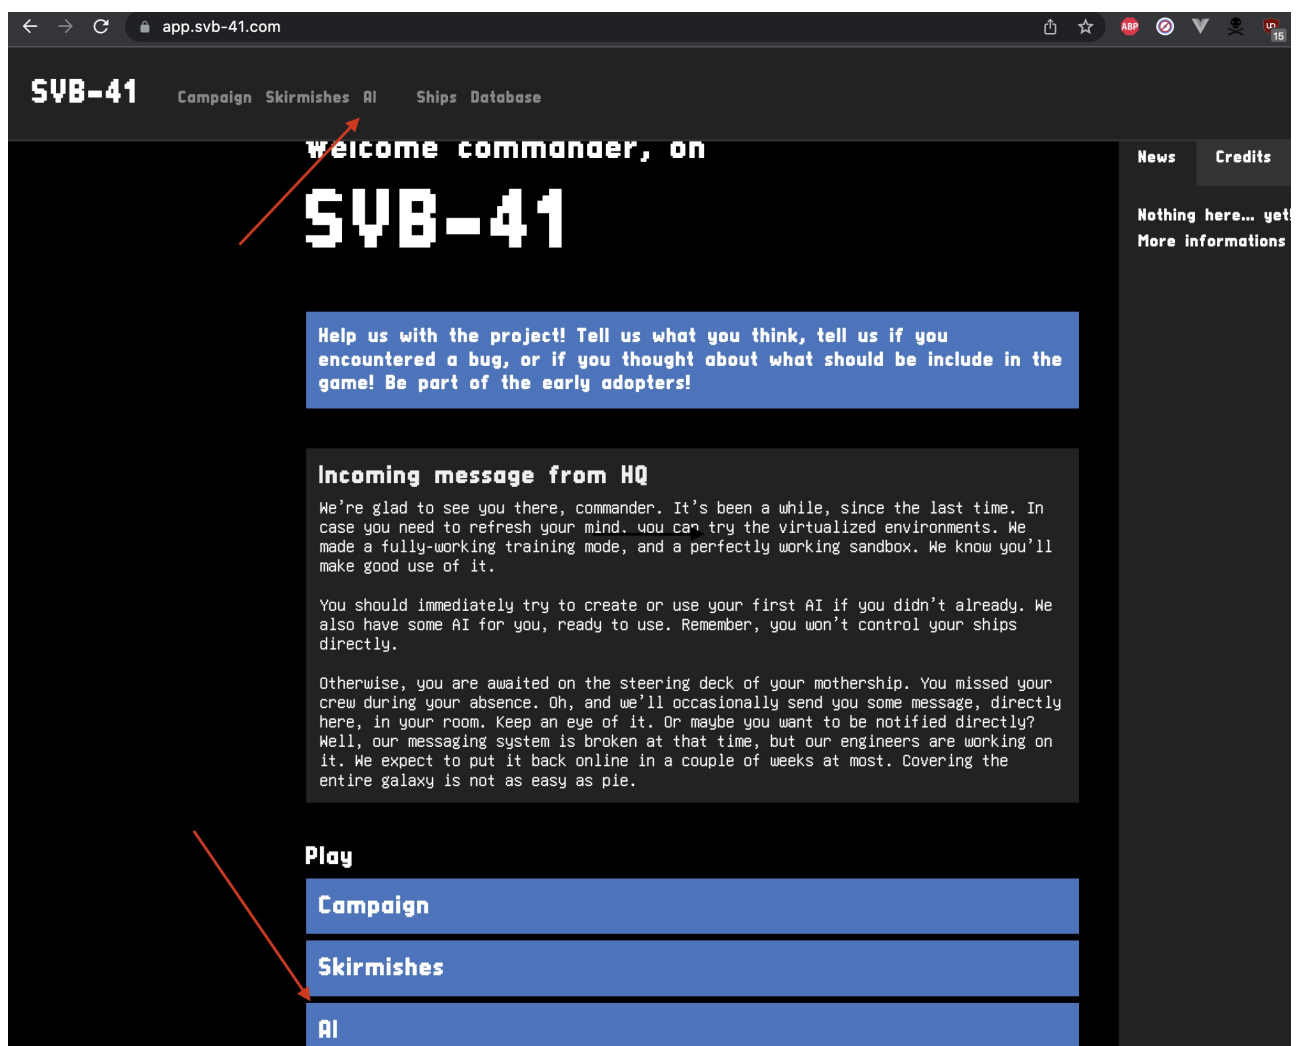 app.svb-41.com
ABP
15
SVB-41 Campaign Skirmishes AI Ships Database
Welcome commander, on
SVB-41
News Credits
Nothing here... yet!
More informations
Help us with the project! Tell us what you think, tell us if you
encountered a bug, or if you thought about what should be include in the
game! Be part of the early adopters!
Incoming message from HQ
We're glad to see you there, commander. It's been a while, since the last time. In
case you need to refresh your mind, you can try the virtualized environments. We
made a fully-working training mode, and a perfectly working sandbox. We know you'll
make good use of it.
You should immediately try to create or use your first AI if you didn't already. We
also have some AI for you, ready to use. Remember, you won't control your ships
directly.
Otherwise, you are awaited on the steering deck of your mothership. You missed your
crew during your absence. Oh, and we'll occasionally send you some message, directly
here, in your room. Keep an eye of it. Or maybe you want to be notified directly?
Well, our messaging system is broken at that time, but our engineers are working on
it. We expect to put it back online in a couple of weeks at most. Covering the
entire galaxy is not as easy as pie.
Play
Campaign
Skirmishes
AI